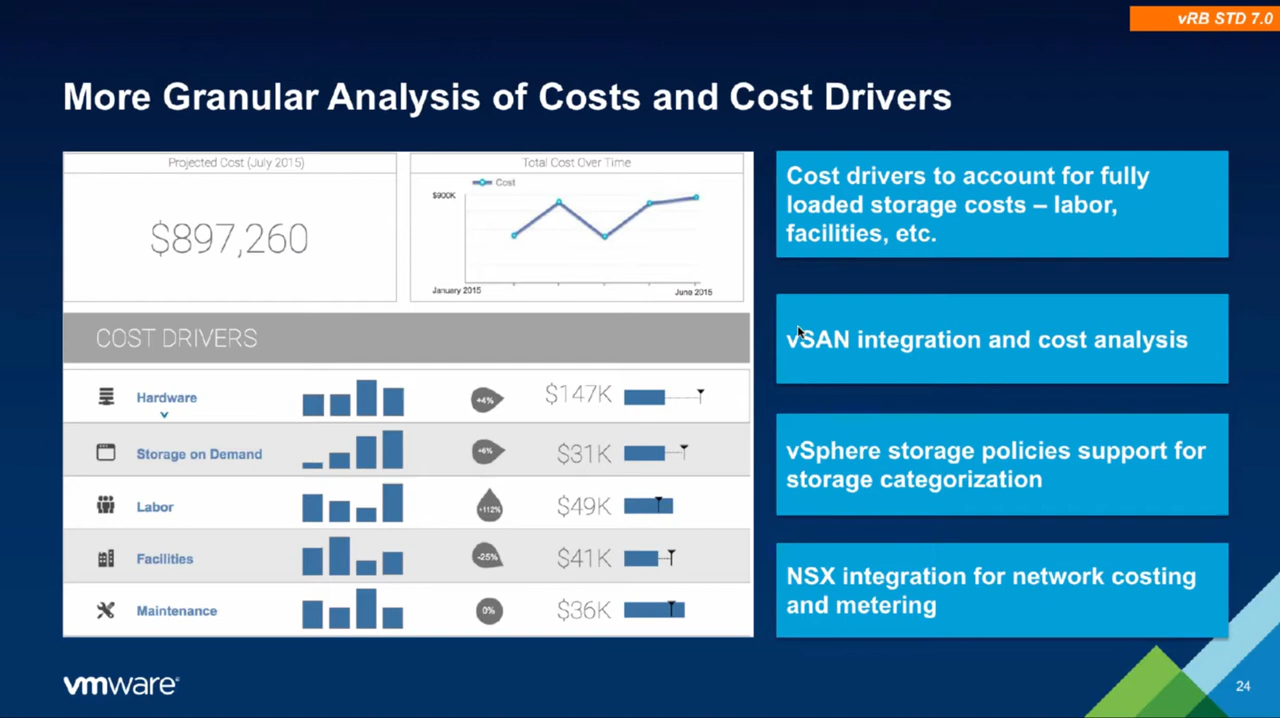 vRB STD 7.0
More Granular Analysis of Costs and Cost Drivers
Projected Cost (July 2015)
$897,260
Total Cost Over Time
Cost
$900K
January 2015
June 2015
COST DRIVERS
Hardware
+4%
$147K
Storage on Demand
+6%
$31K
Labor
+112%
$49K
Facilities
-25%
$41K
Maintenance
0%
$36K
Cost drivers to account for fully
loaded storage costs – labor,
facilities, etc.
vSAN integration and cost analysis
vSphere storage policies support for
storage categorization
NSX integration for network costing
and metering
vmware
24